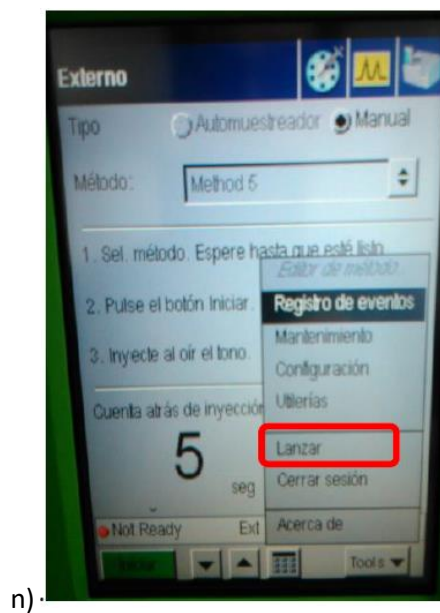 Externo
Tipo Automuestreador Manual
Método: Method 5
1. Sel. método. Espere hasta que esté listo
2. Pulse el botón Iniciar.
3. Inyecte al oír el tono.
Cuenta atrás de inyección
5 seg
Not Ready Ext
Iniciar Tools
Editor de método
Registro de eventos
Mantenimiento
Configuración
Utilerías
Lanzar
Cerrar sesión
Acerca de
n)